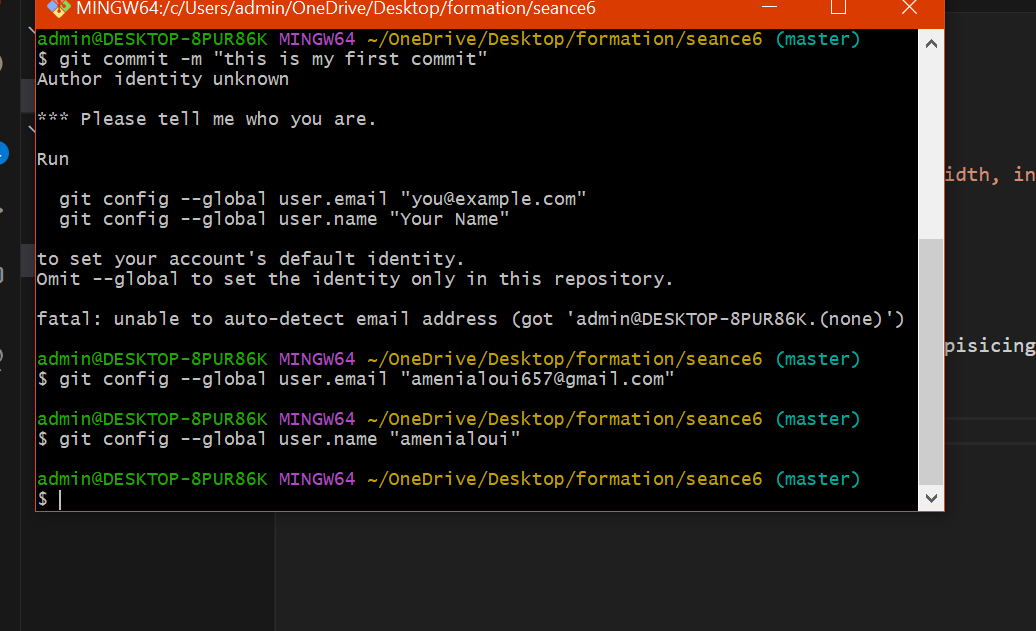 MINGW64:/c/Users/admin/OneDrive/Desktop/formation/seance6
admin@DESKTOP-8PUR86K MINGW64 ~/OneDrive/Desktop/formation/seance6 (master)
$ git commit -m "this is my first commit"
Author identity unknown
*** Please tell me who you are.
Run
git config --global user.email "you@example.com"
git config --global user.name "Your Name"
to set your account's default identity.
Omit --global to set the identity only in this repository.
fatal: unable to auto-detect email address (got 'admin@DESKTOP-8PUR86K.(none)')
admin@DESKTOP-8PUR86K MINGW64 ~/OneDrive/Desktop/formation/seance6 (master)
$ git config --global user.email "amenialoui657@gmail.com"
admin@DESKTOP-8PUR86K MINGW64 ~/OneDrive/Desktop/formation/seance6 (master)
$ git config --global user.name "amenialoui"
admin@DESKTOP-8PUR86K MINGW64 ~/OneDrive/Desktop/formation/seance6 (master)
$
idth, in
pisicing